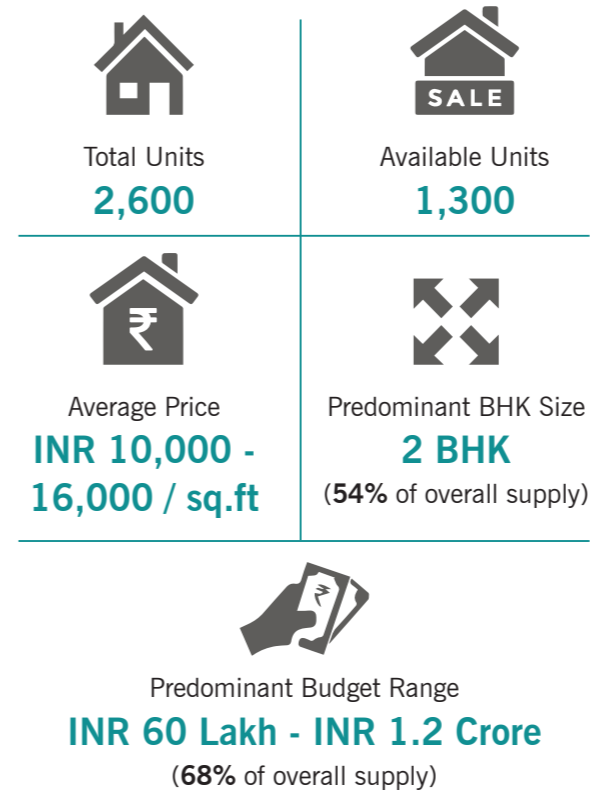 SALE
Total Units
2,600
Available Units
1,300
₹
Average Price
INR 10,000 -
16,000 / sq.ft
Predominant BHK Size
2 BHK
(54% of overall supply)
₹
Predominant Budget Range
INR 60 Lakh - INR 1.2 Crore
(68% of overall supply)